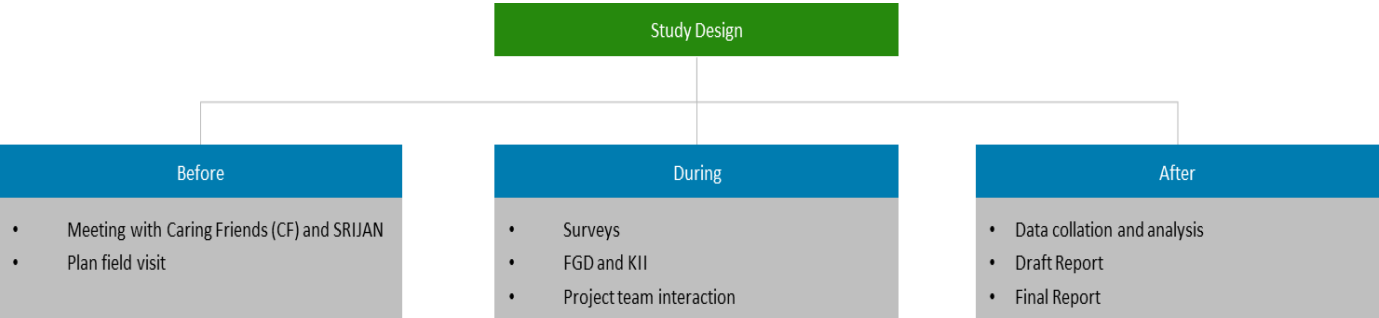 Study Design
Before
• Meeting with Caring Friends (CF) and SRIJAN
• Plan field visit
During
• Surveys
• FGD and KII
• Project team interaction
After
• Data collation and analysis
• Draft Report
• Final Report